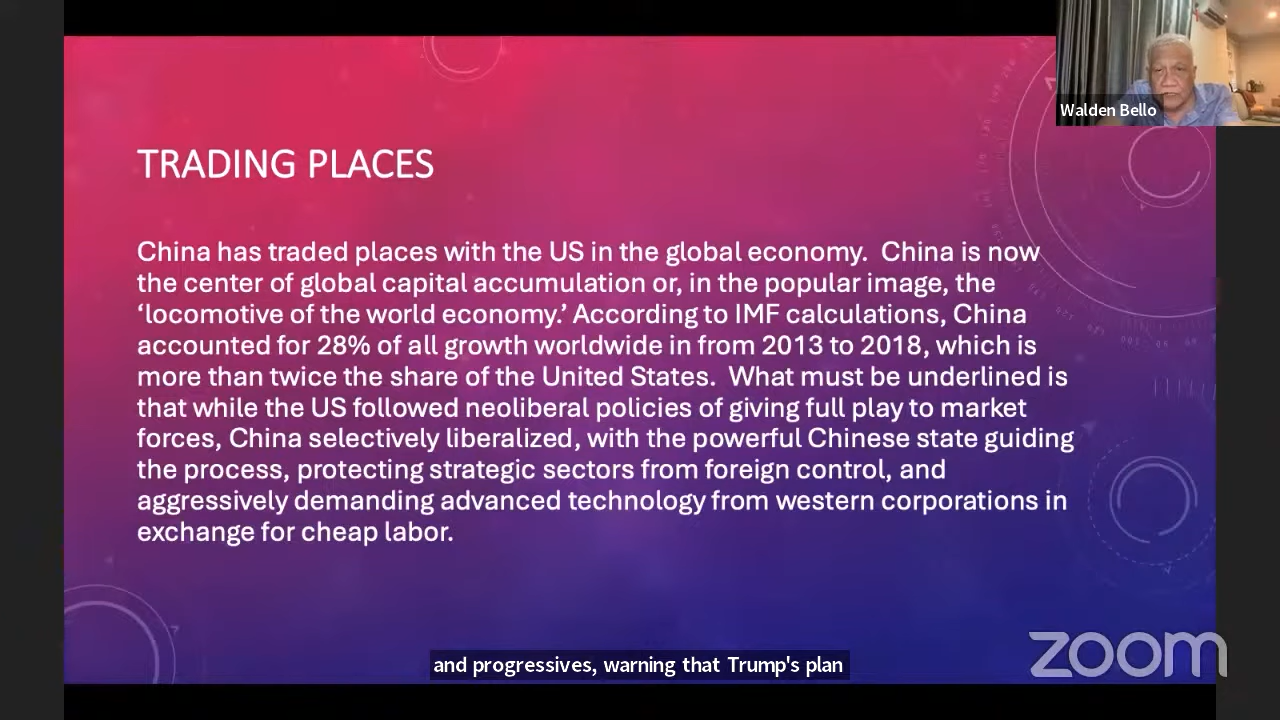 Walden Bello
TRADING PLACES
China has traded places with the US in the global economy.  China is now
the center of global capital accumulation or, in the popular image, the
‘locomotive of the world economy.’ According to IMF calculations, China
accounted for 28% of all growth worldwide in from 2013 to 2018, which is
more than twice the share of the United States.  What must be underlined is
that while the US followed neoliberal policies of giving full play to market
forces, China selectively liberalized, with the powerful Chinese state guiding
the process, protecting strategic sectors from foreign control, and
aggressively demanding advanced technology from western corporations in
exchange for cheap labor.
and progressives, warning that Trump's plan
zoom